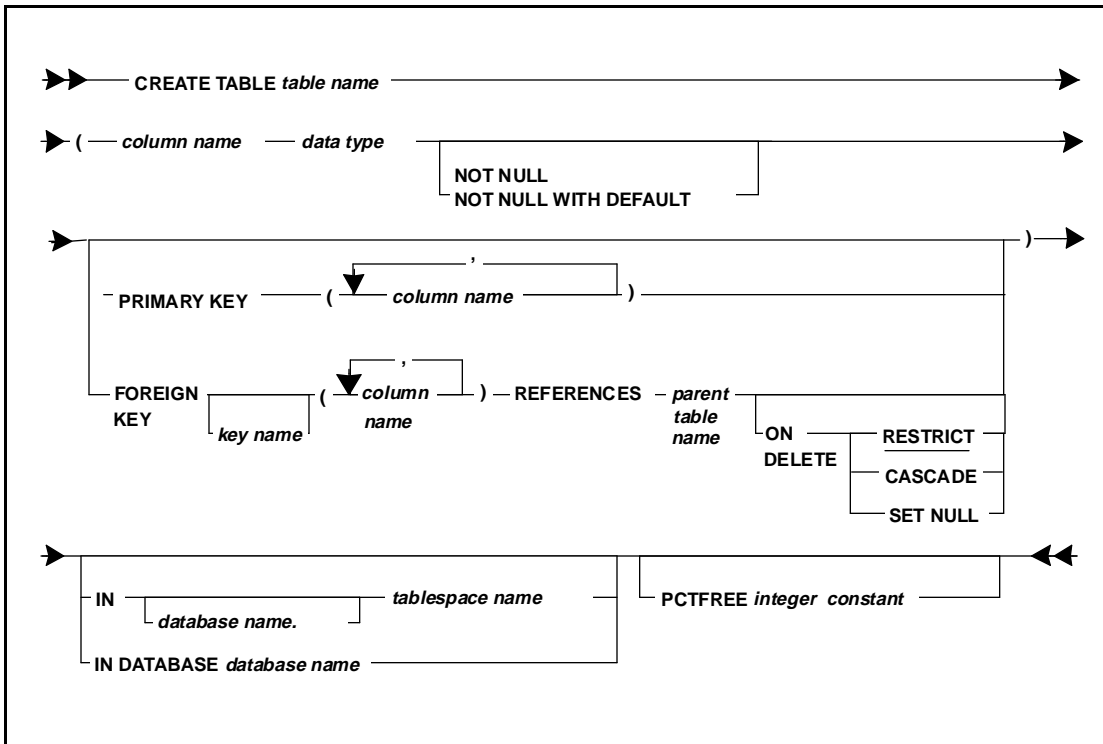 CREATE TABLE table name
( column name data type
NOT NULL
NOT NULL WITH DEFAULT
)
,
PRIMARY KEY ( column name )
,
FOREIGN KEY
key name
( column name ) REFERENCES parent table name
ON DELETE
RESTRICT
CASCADE
SET NULL
IN
database name.
tablespace name
IN DATABASE database name
PCTFREE integer constant